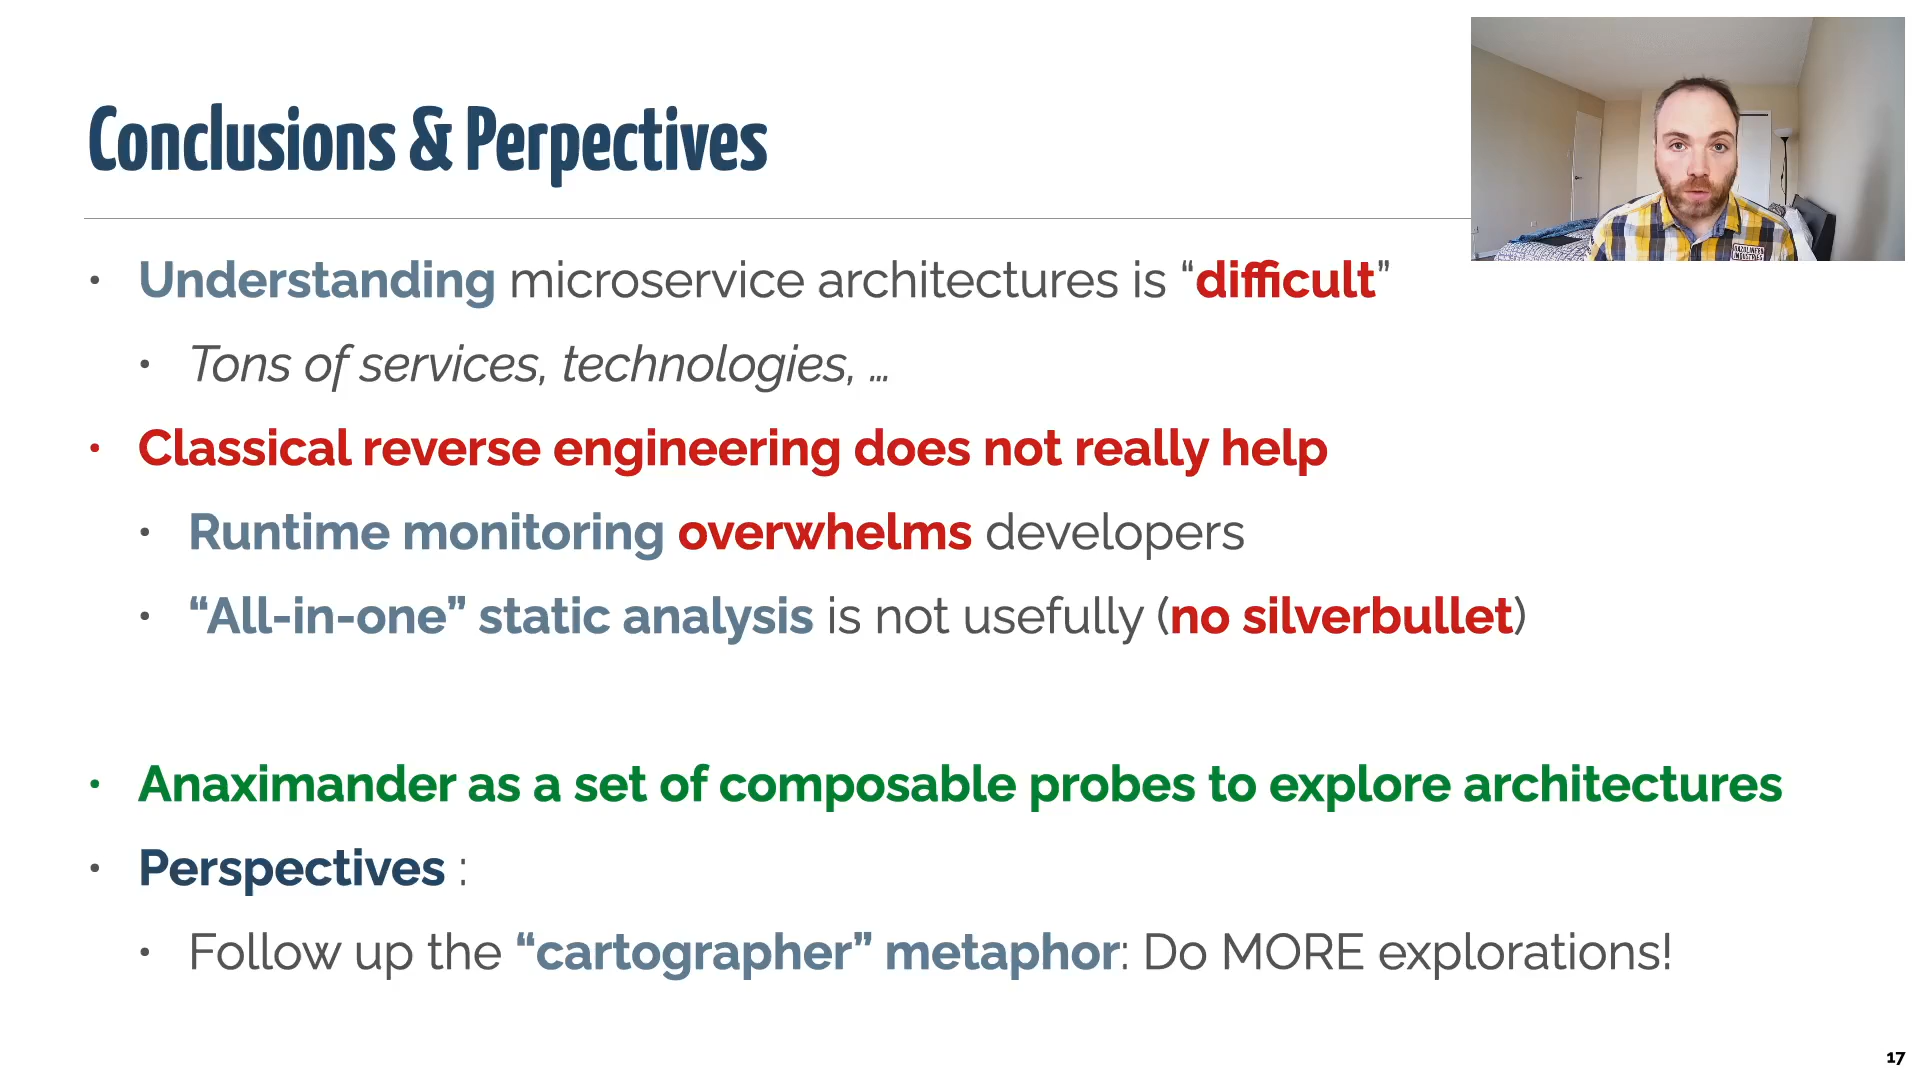 Conclusions & Perpectives
• Understanding microservice architectures is “difficult”
• Tons of services, technologies, …
• Classical reverse engineering does not really help
• Runtime monitoring overwhelms developers
• “All-in-one” static analysis is not usefully (no silverbullet)
• Anaximander as a set of composable probes to explore architectures
• Perspectives :
• Follow up the “cartographer” metaphor: Do MORE explorations!
17